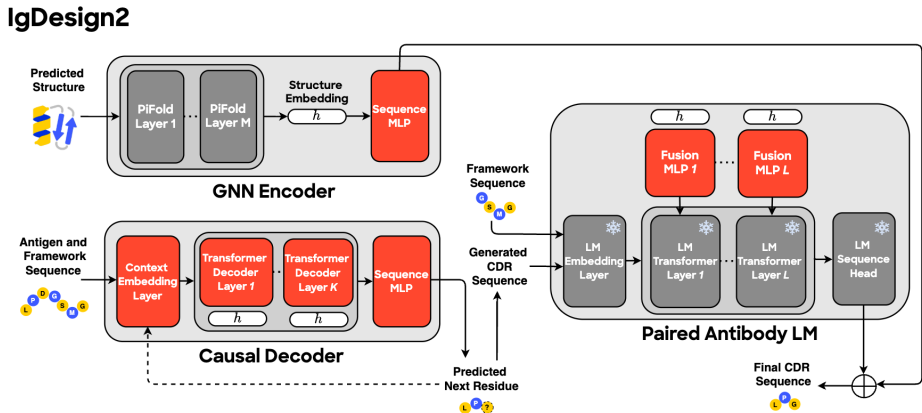 IgDesign2
Predicted
Structure
PiFold
Layer 1
PiFold
Layer M
Structure
Embedding
h
Sequence
MLP
GNN Encoder
Antigen and
Framework
Sequence
L P D G S M G
Context
Embedding
Layer
Transformer
Decoder
Layer 1
Transformer
Decoder
Layer K
h
h
Sequence
MLP
Causal Decoder
Predicted
Next Residue
L P ?
Framework
Sequence
G S M G
Generated
CDR
Sequence
h
h
Fusion
MLP 1
Fusion
MLP L
LM
Embedding
Layer
LM
Transformer
Layer 1
LM
Transformer
Layer L
LM
Sequence
Head
Paired Antibody LM
Final CDR
Sequence
L P G